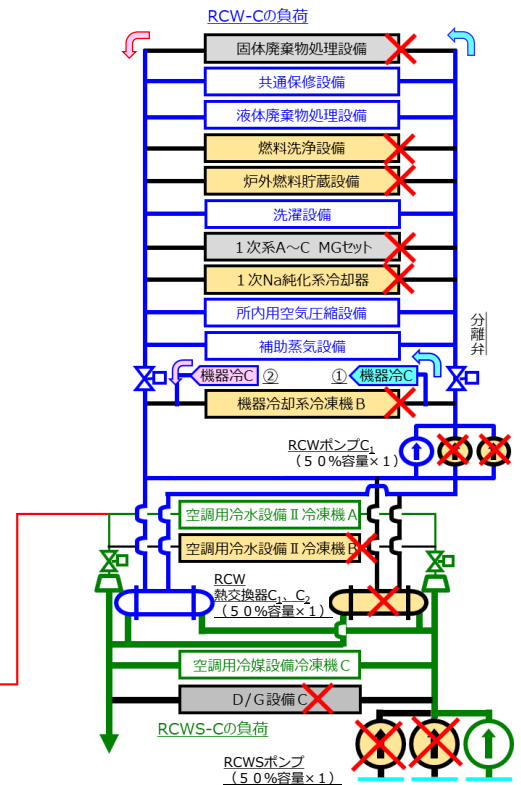 RCW-Cの負荷
固体廃棄物処理設備
共通保修設備
液体廃棄物処理設備
燃料洗浄設備
炉外燃料貯蔵設備
洗濯設備
1次系A～C MGセット
1次Na純化系冷却器
所内用空気圧縮設備
補助蒸気設備
分離弁
機器冷C ② ① 機器冷C
機器冷却系冷凍機B
RCWポンプC₁
（５０％容量×１）
空調用冷水設備Ⅱ冷凍機A
空調用冷水設備Ⅱ冷凍機B
RCW
熱交換器C₁、C₂
（５０％容量×１）
空調用冷媒設備冷凍機C
D/G設備C
RCWS-Cの負荷
RCWSポンプ
（５０％容量×１）